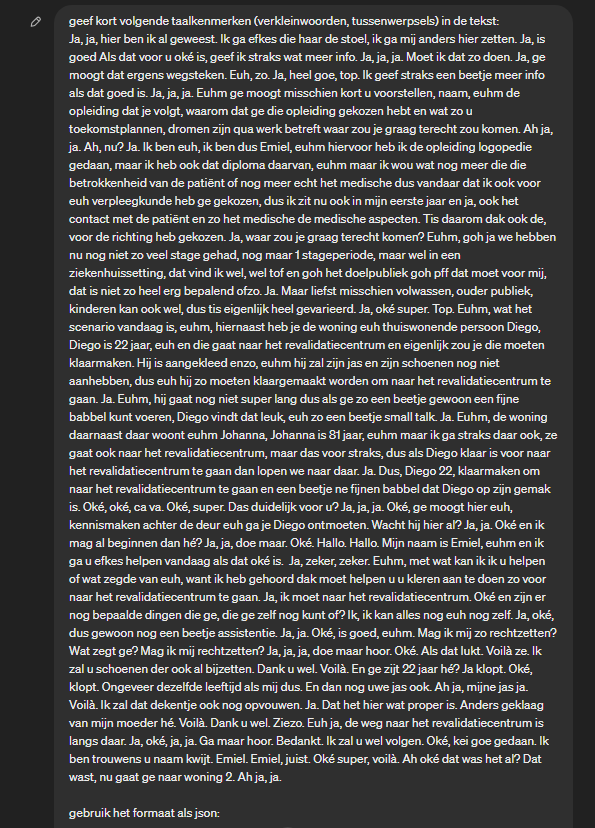 geef kort volgende taalkenmerken (verkleinwoorden, tussenwerpsels) in de tekst:
Ja, ja, hier ben ik al geweest. Ik ga efkes die haar de stoel, ik ga mij anders hier zetten. Ja, is
goed Als dat voor u oké is, geef ik straks wat meer info. Ja, ja, ja. Moet ik dat zo doen. Ja, ge
moogt dat ergens wegsteken. Euh, zo. Ja, heel goe, top. Ik geef straks een beetje meer info
als dat goed is. Ja, ja, ja. Euhm ge moogt misschien kort u voorstellen, naam, euhm de
opleiding dat je volgt, waarom dat ge die opleiding gekozen hebt en wat zo u
toekomstplannen, dromen zijn qua werk betreft waar zou je graag terecht zou komen. Ah ja,
ja. Ah, nu? Ja. Ik ben euh, ik ben dus Emiel, euhm hiervoor heb ik de opleiding logopedie
gedaan, maar ik heb ook dat diploma daarvan, euhm maar ik wou wat nog meer die die
betrokkenheid van de patiënt of nog meer echt het medische dus vandaar dat ik ook voor
euh verpleegkunde heb ge gekozen, dus ik zit nu ook in mijn eerste jaar en ja, ook het
contact met de patiënt en zo het medische de medische aspecten. Tis daarom dak ook de,
voor de richting heb gekozen. Ja, waar zou je graag terecht komen? Euhm, goh ja we hebben
nu nog niet zo veel stage gehad, nog maar 1 stageperiode, maar wel in een
ziekenhuissetting, dat vind ik wel, wel tof en goh het doelpubliek goh pff dat moet voor mij,
dat is niet zo heel erg bepalend ofzo. Ja. Maar liefst misschien volwassen, ouder publiek,
kinderen kan ook wel, dus tis eigenlijk heel gevarieerd. Ja, oké super. Top. Euhm, wat het
scenario vandaag is, euhm, hiernaast heb je de woning euh thuiswonende persoon Diego,
Diego is 22 jaar, euh en die gaat naar het revalidatiecentrum en eigenlijk zou je die moeten
klaarmaken. Hij is aangekleed enzo, euhm hij zal zijn jas en zijn schoenen nog niet
aanhebben, dus euh hij zo moeten klaargemaakt worden om naar het revalidatiecentrum te
gaan. Ja. Euhm, hij gaat nog niet super lang dus als ge zo een beetje gewoon een fijne
babbel kunt voeren, Diego vindt dat leuk, euh zo een beetje small talk. Ja. Euhm, de woning
daarnaast daar woont euhm Johanna, Johanna is 81 jaar, euhm maar ik ga straks daar ook, ze
gaat ook naar het revalidatiecentrum, maar das voor straks, dus als Diego klaar is voor naar
het revalidatiecentrum te gaan dan lopen we naar daar. Ja. Dus, Diego 22, klaarmaken om
naar het revalidatiecentrum te gaan en een beetje ne fijnen babbel dat Diego op zijn gemak
is. Oké, oké, ca va. Oké, super. Das duidelijk voor u? Ja, ja, ja. Oké, ge moogt hier euh,
kennismaken achter de deur euh ga je Diego ontmoeten. Wacht hij hier al? Ja, ja. Oké en ik
mag al beginnen dan hé? Ja, ja, doe maar. Oké. Hallo. Hallo. Mijn naam is Emiel, euhm en ik
ga u efkes helpen vandaag als dat oké is.  Ja, zeker, zeker. Euhm, met wat kan ik ik u helpen
of wat zegde van euh, want ik heb gehoord dak moet helpen u u kleren aan te doen zo voor
naar het revalidatiecentrum te gaan. Ja, ik moet naar het revalidatiecentrum. Oké en zijn er
nog bepaalde dingen die ge, die ge zelf nog kunt of? Ik, ik kan alles nog euh nog zelf. Ja, oké,
dus gewoon nog een beetje assistentie. Ja, ja. Oké, is goed, euhm. Mag ik mij zo rechtzetten?
Wat zegt ge? Mag ik mij rechtzetten? Ja, ja, ja, doe maar hoor. Oké. Als dat lukt. Voilà ze. Ik
zal u schoenen der ook al bijzetten. Dank u wel. Voilà. En ge zijt 22 jaar hé? Ja klopt. Oké,
klopt. Ongeveer dezelfde leeftijd als mij dus. En dan nog uwe jas ook. Ah ja, mijne jas ja.
Voilà. Ik zal dat dekentje ook nog opvouwen. Ja. Dat het hier wat proper is. Anders geklaag
van mijn moeder hé. Voilà. Dank u wel. Ziezo. Euh ja, de weg naar het revalidatiecentrum is
langs daar. Ja, oké, ja, ja. Ga maar hoor. Bedankt. Ik zal u wel volgen. Oké, kei goe gedaan. Ik
ben trouwens u naam kwijt. Emiel. Emiel, juist. Oké super, voilà. Ah oké dat was het al? Dat
wast, nu gaat ge naar woning 2. Ah ja, ja.

gebruik het formaat als json: